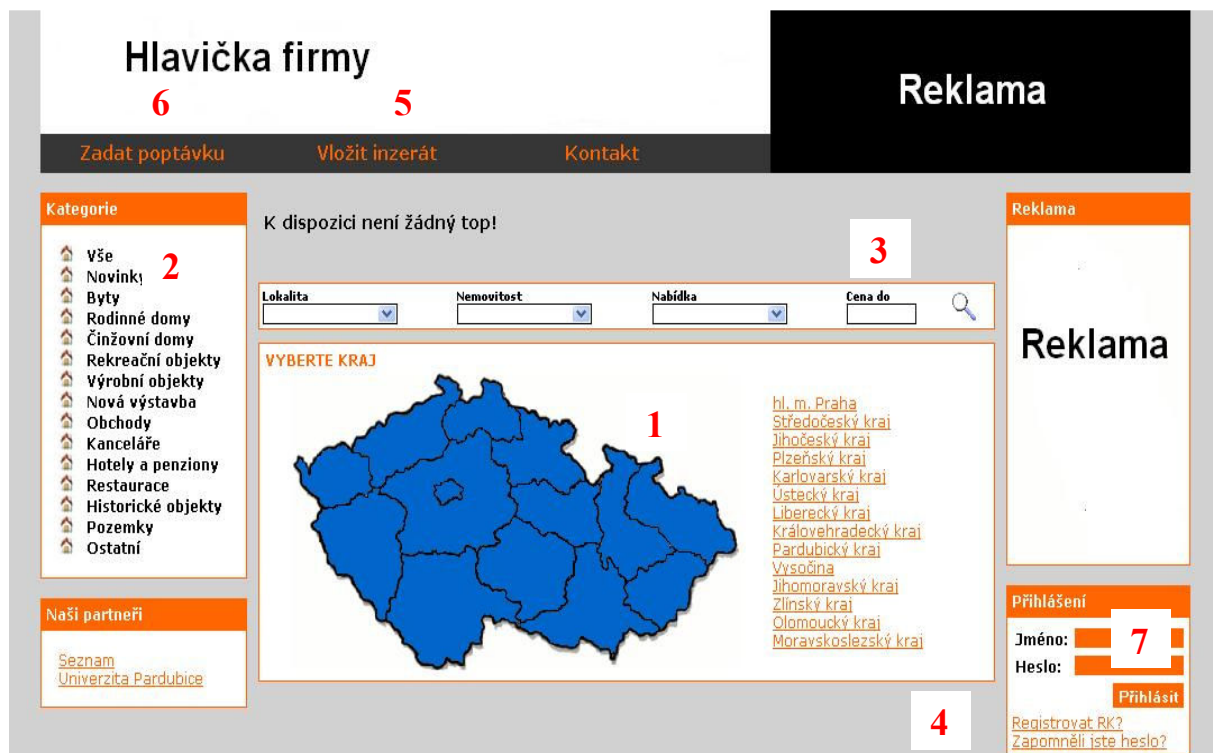 Hlavička firmy
6
5
Reklama
Zadat poptávku
Vložit inzerát
Kontakt
Kategorie
Vše
Novinky
Byty
Rodinné domy
Činžovní domy
Rekreační objekty
Výrobní objekty
Nová výstavba
Obchody
Kanceláře
Hotely a penziony
Restaurace
Historické objekty
Pozemky
Ostatní
2
Naši partneři
Seznam
Univerzita Pardubice
K dispozici není žádný top!
3
Lokalita
Nemovitost
Nabídka
Cena do
VYBERTE KRAJ
1
hl. m. Praha
Středočeský kraj
Jihočeský kraj
Plzeňský kraj
Karlovarský kraj
Ústecký kraj
Liberecký kraj
Královehradecký kraj
Pardubický kraj
Vysočina
Jihomoravský kraj
Zlínský kraj
Olomoucký kraj
Moravskoslezský kraj
4
Reklama
Reklama
Přihlášení
Jméno:
7
Heslo:
Přihlásit
Registrovat RK?
Zapomněli jste heslo?